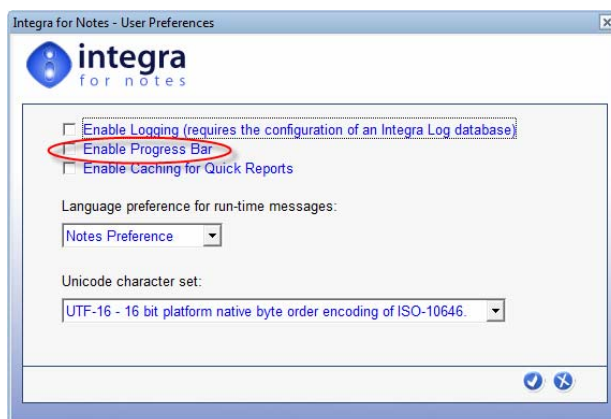 Integra for Notes - User Preferences
integra
for notes
Enable Logging (requires the configuration of an Integra Log database)
Enable Progress Bar
Enable Caching for Quick Reports
Language preference for run-time messages:
Notes Preference
Unicode character set:
UTF-16 - 16 bit platform native byte order encoding of ISO-10646.